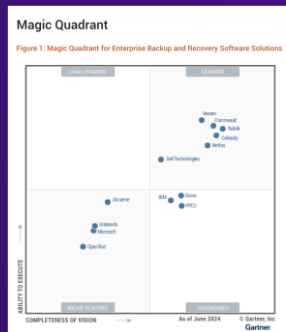 Magic Quadrant
Figure 1: Magic Quadrant for Enterprise Backup and Recovery Software Solutions
CHALLENGERS
LEADERS
Veeam
Commvault
Rubrik
Cohesity
Veritas
Dell Technologies
Druva
IBM
HYCU
Arcserve
Unitrends
Microsoft
OpenText
ABILITY TO EXECUTE
NICHE PLAYERS
VISIONARIES
COMPLETENESS OF VISION
As of June 2024
© Gartner, Inc
Gartner